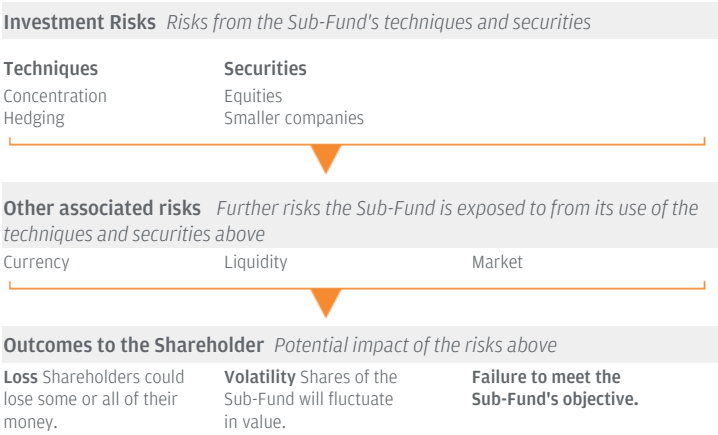 Investment Risks Risks from the Sub-Fund's techniques and securities
Techniques
Concentration
Hedging
Securities
Equities
Smaller companies
Other associated risks Further risks the Sub-Fund is exposed to from its use of the
techniques and securities above
Currency
Liquidity
Market
Outcomes to the Shareholder Potential impact of the risks above
Loss Shareholders could
lose some or all of their
money.
Volatility Shares of the
Sub-Fund will fluctuate
in value.
Failure to meet the
Sub-Fund's objective.